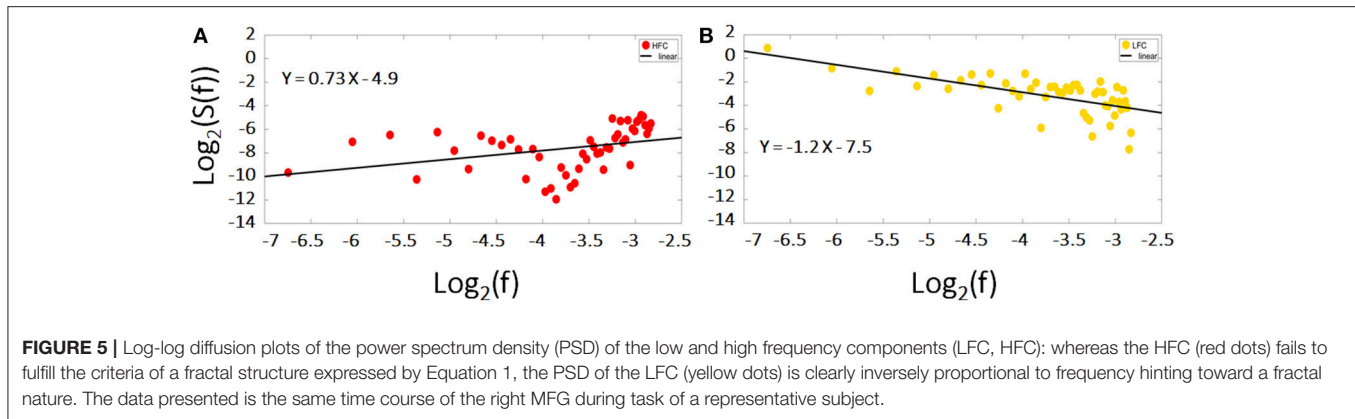 A
B
2
0
-2
-4
-6
-8
-10
-12
-14
Log2(S(f))
HFC
linear
Y = 0.73X - 4.9
-7 -6.5 -6 -5.5 -5 -4.5 -4 -3.5 -3 -2.5
Log2(f)
2
0
-2
-4
-6
-8
-10
-12
-14
LFC
linear
Y = -1.2X - 7.5
-7 -6.5 -6 -5.5 -5 -4.5 -4 -3.5 -3 -2.5
Log2(f)
FIGURE 5 | Log-log diffusion plots of the power spectrum density (PSD) of the low and high frequency components (LFC, HFC): whereas the HFC (red dots) fails to
fulfill the criteria of a fractal structure expressed by Equation 1, the PSD of the LFC (yellow dots) is clearly inversely proportional to frequency hinting toward a fractal
nature. The data presented is the same time course of the right MFG during task of a representative subject.